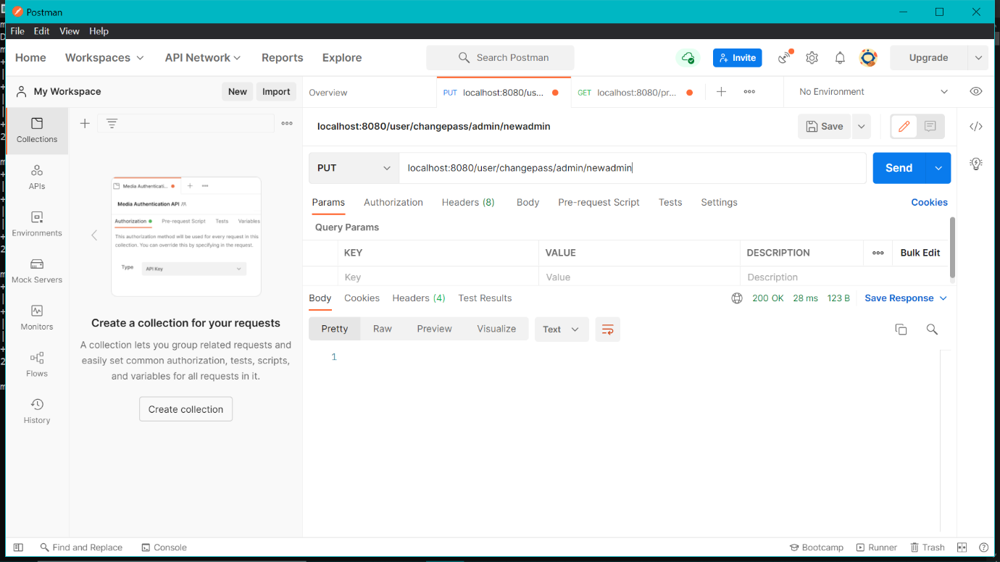 Postman
File Edit View Help
Home Workspaces API Network Reports Explore Search Postman Invite Upgrade
My Workspace New Import Overview PUT localhost:8080/us... GET localhost:8080/pr... No Environment
Collections
APIs
Environments
Mock Servers
Monitors
Flows
History
Media Authenticati...
Media Authentication API
Authorization Pre-request Script Tests Variables
This authorization method will be used for every request in this
collection. You can override this by specifying in the request.
Type API Key
Create a collection for your requests
A collection lets you group related requests and
easily set common authorization, tests, scripts,
and variables for all requests in it.
Create collection
localhost:8080/user/changepass/admin/newadmin Save
PUT localhost:8080/user/changepass/admin/newadmin Send
Params Authorization Headers (8) Body Pre-request Script Tests Settings Cookies
Query Params
KEY VALUE DESCRIPTION Bulk Edit
Key Value Description
Body Cookies Headers (4) Test Results 200 OK 28 ms 123 B Save Response
Pretty Raw Preview Visualize Text
1
Find and Replace Console Bootcamp Runner Trash